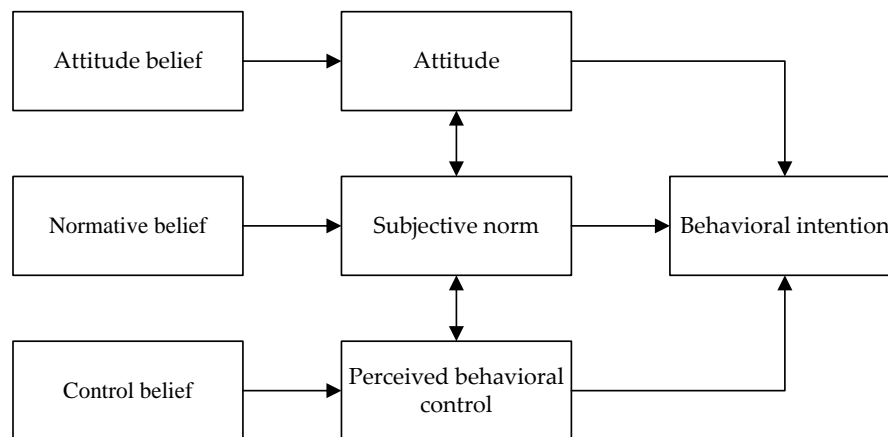 Attitude belief
Attitude
Normative belief
Subjective norm
Behavioral intention
Control belief
Perceived behavioral
control